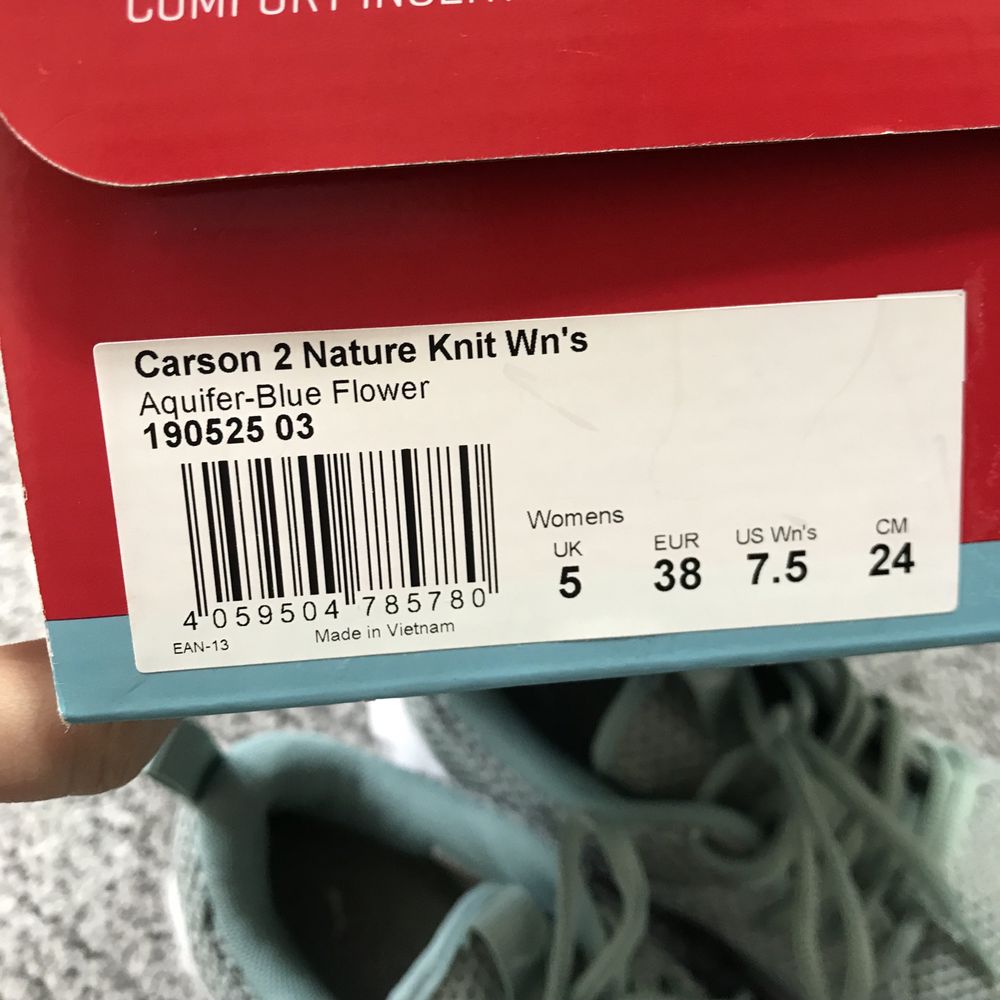 COMFORT
Carson 2 Nature Knit Wn's
Aquifer-Blue Flower
190525 03
4 059504 785780
EAN-13
Made in Vietnam
Womens
UK EUR US Wn's CM
5 38 7.5 24